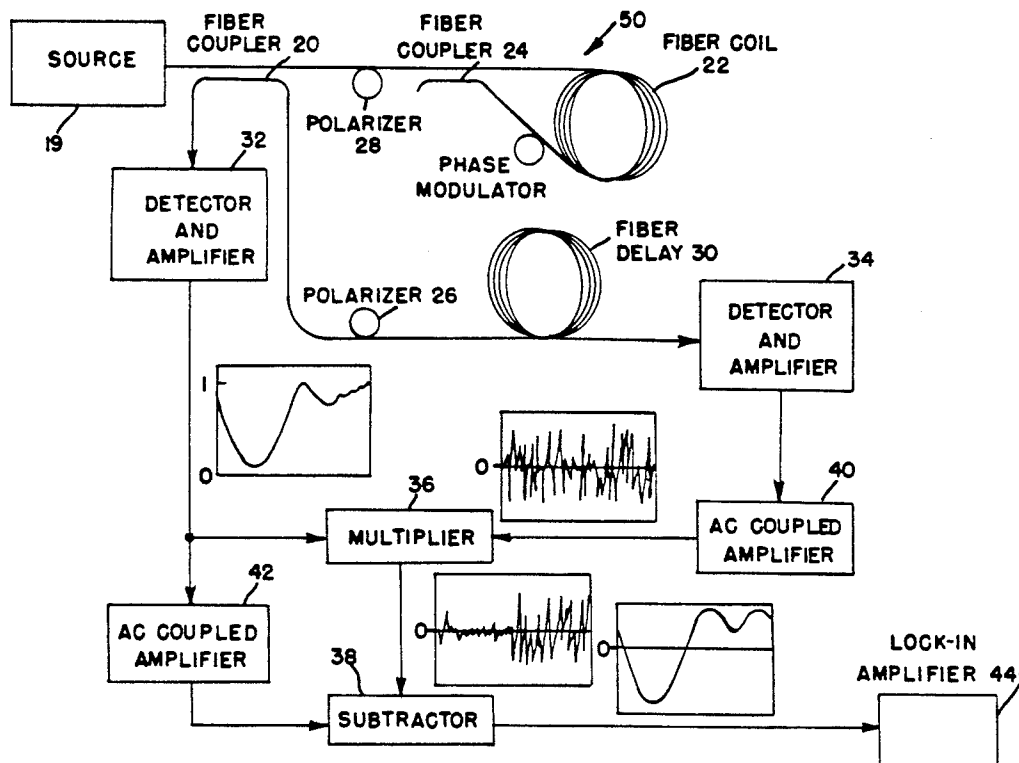 FIBER
COUPLER 20
FIBER
COUPLER 24
50
FIBER COIL
22
SOURCE
19
POLARIZER
28
PHASE
MODULATOR
32
DETECTOR
AND
AMPLIFIER
FIBER
DELAY 30
POLARIZER 26
34
DETECTOR
AND
AMPLIFIER
1
0
0
36
MULTIPLIER
40
AC COUPLED
AMPLIFIER
42
AC COUPLED
AMPLIFIER
0
0
38
SUBTRACTOR
LOCK-IN
AMPLIFIER 44